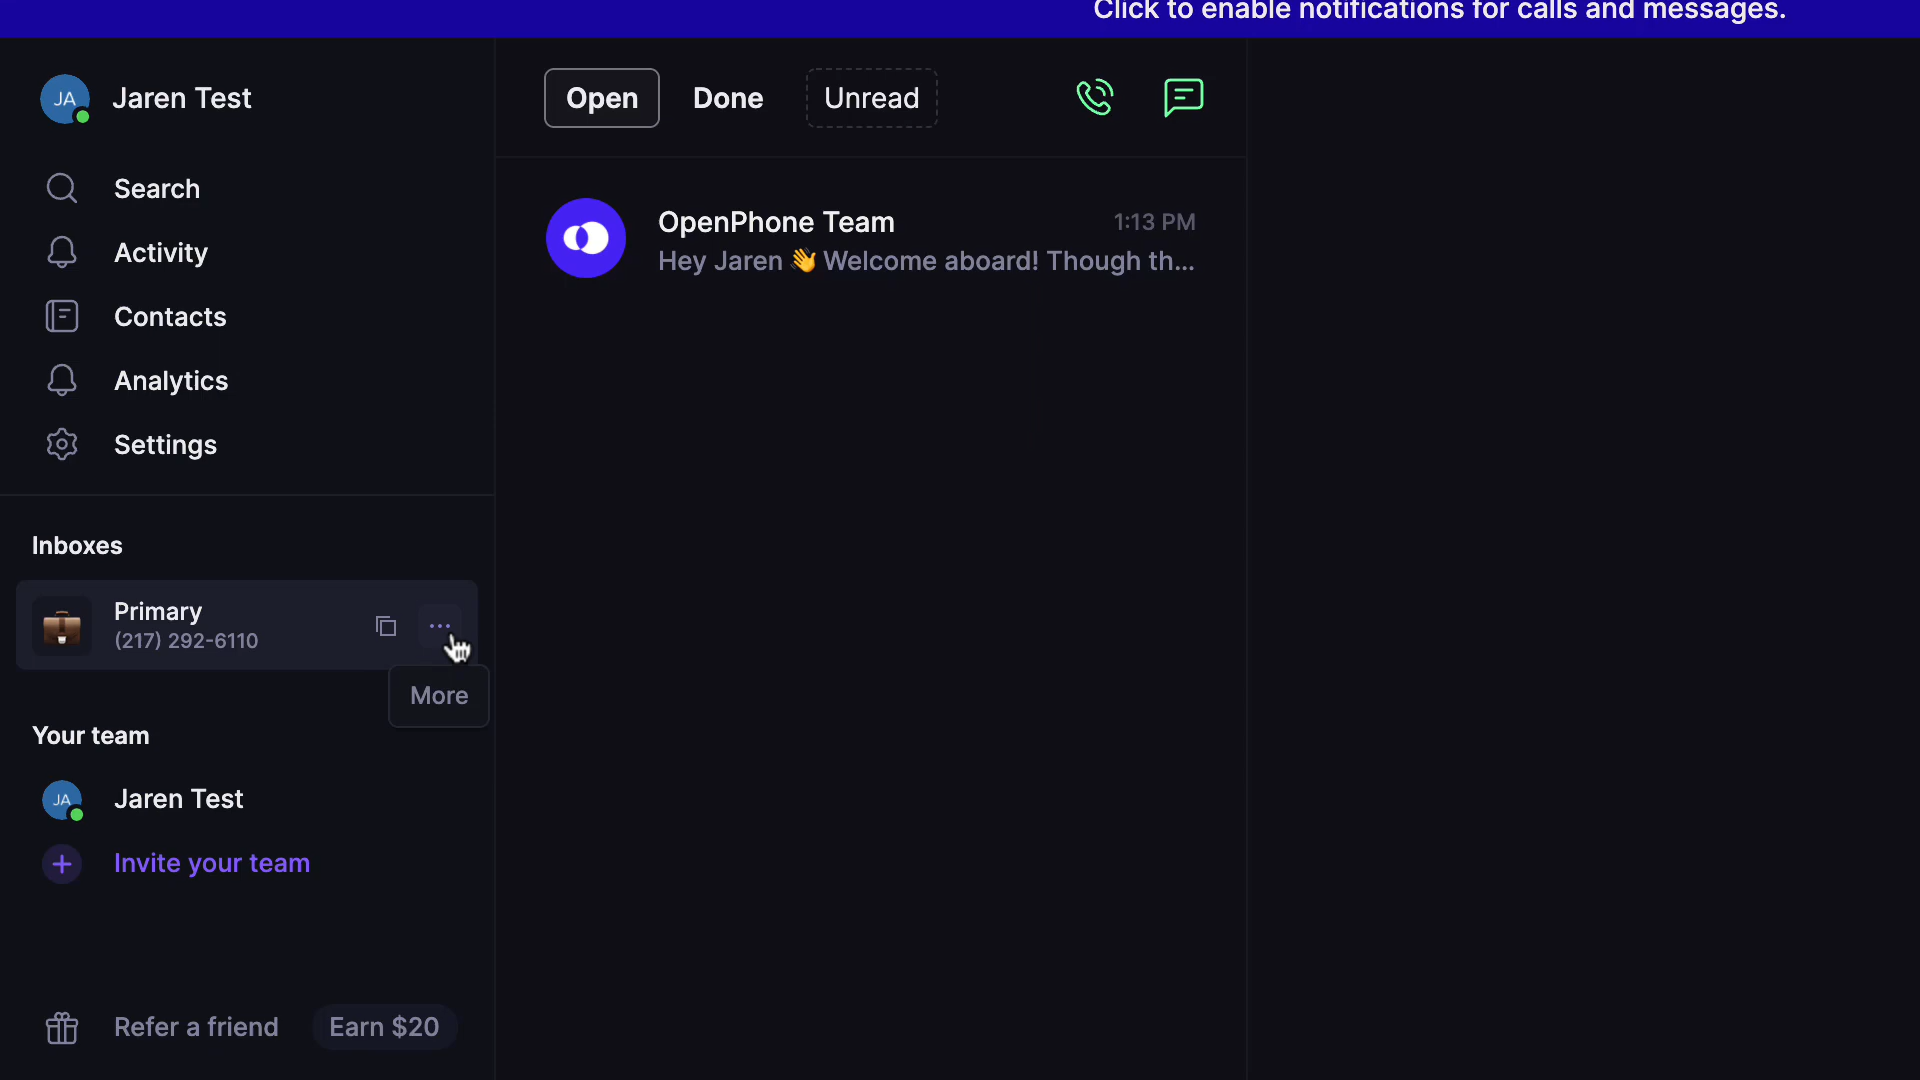 Click to enable notifications for calls and messages.
JA Jaren Test
Search
Activity
Contacts
Analytics
Settings
Inboxes
Primary
(217) 292-6110
More
Your team
JA Jaren Test
Invite your team
Refer a friend Earn $20
Open Done Unread
OpenPhone Team 1:13 PM
Hey Jaren 👋 Welcome aboard! Though th...